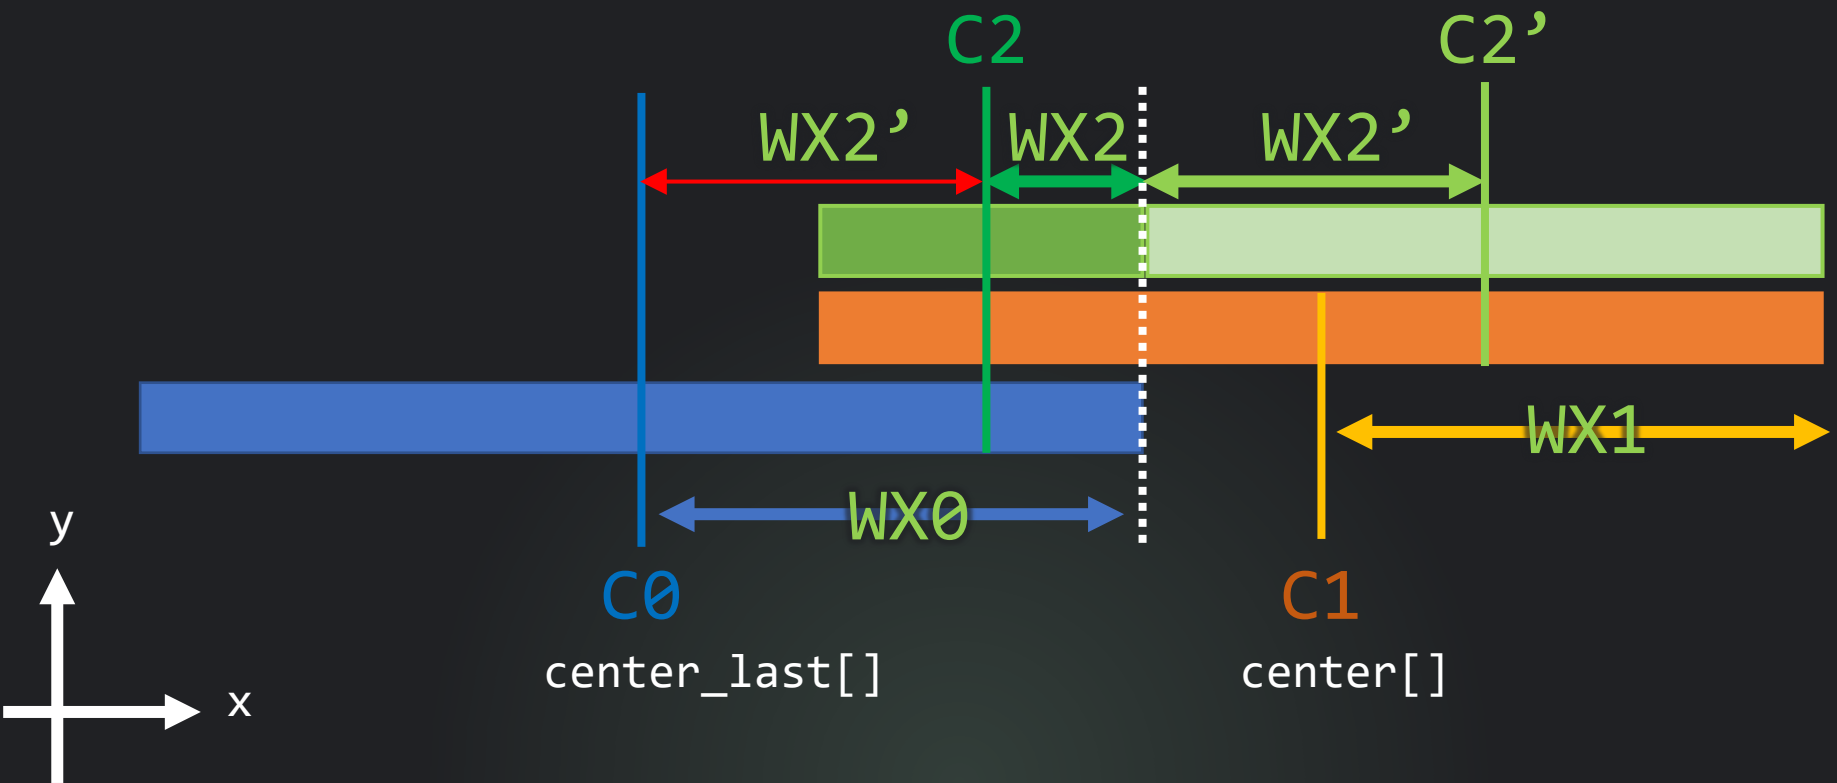 C2 C2’
WX2’ WX2 WX2’
WX1
WX0
y
C0 C1
center_last[] center[]
x